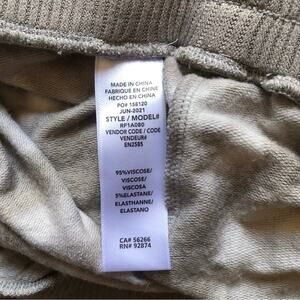 MADE IN CHINA
FABRIQUE EN CHINE
HECHO EN CHINA
PO# 158120
JUN-2021
STYLE / MODEL#
RF1A080
VENDOR CODE / CODE
VENDEUR#
EN2585
95%VISCOSE/
VISCOSE/
VISCOSA
5%ELASTANE/
ELASTHANNE/
ELASTANO
CA# 56266
RN# 92874